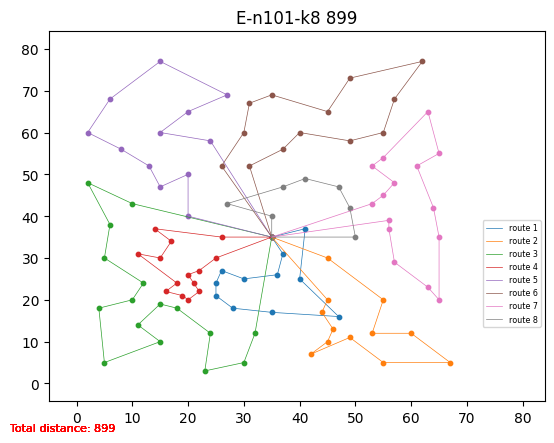 E-n101-k8 899
80
70
60
50
40
30
20
10
0
0 10 20 30 40 50 60 70 80
route 1
route 2
route 3
route 4
route 5
route 6
route 7
route 8
Total distance: 899